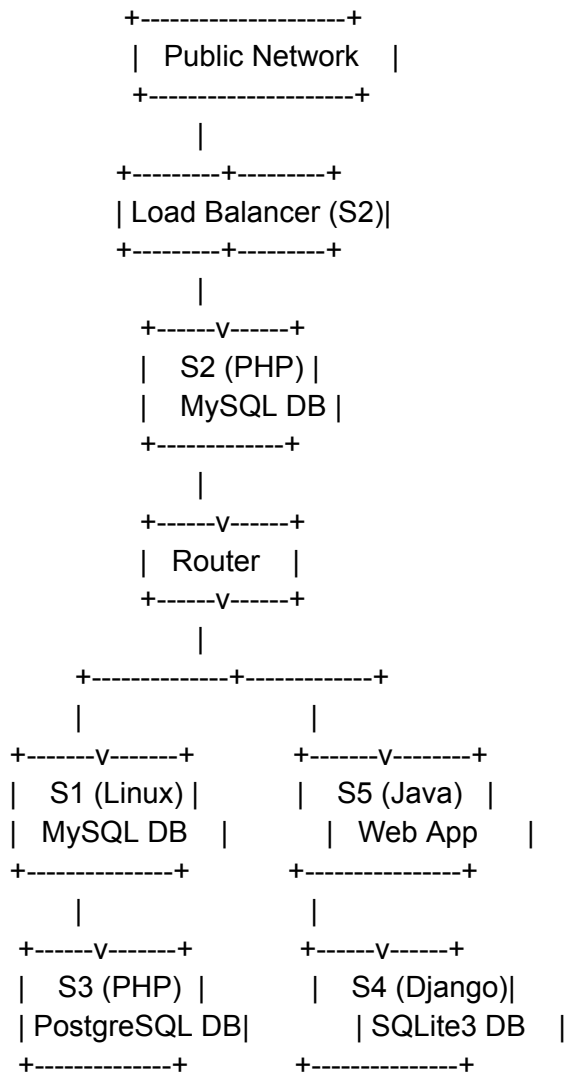 +---------------------+
|   Public Network   |
+---------------------+
|
+---------+---------+
| Load Balancer (S2)|
+---------+---------+
|
+------v------+
|    S2 (PHP) |
|    MySQL DB |
+-------------+
|
+------v------+
|   Router    |
+------v------+
|
+--------------+-------------+
|                             |
+-------v-------+             +-------v--------+
|    S1 (Linux) |             |    S5 (Java)   |
|   MySQL DB    |             |   Web App      |
+---------------+             +----------------+
|                             |
+------v-------+             +------v------+
|    S3 (PHP)  |             |    S4 (Django)|
| PostgreSQL DB|             | SQLite3 DB    |
+--------------+             +---------------+